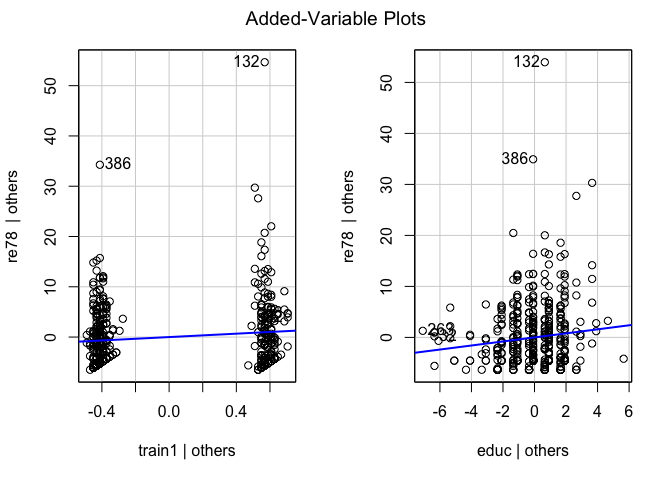 Added-Variable Plots
re78 | others
0 10 20 30 40 50
132
386
-0.4 0.0 0.4
train1 | others
re78 | others
0 10 20 30 40 50
132
386
-6 -4 -2 0 2 4 6
educ | others